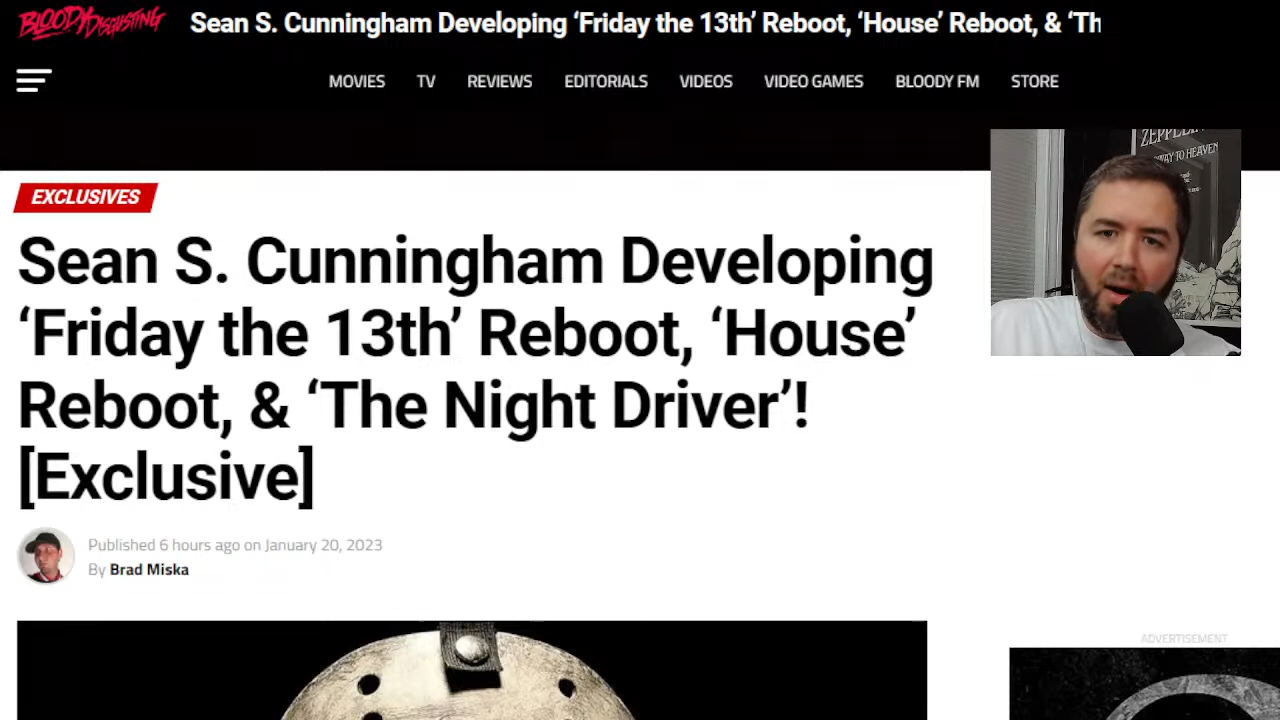 BLOODY DISGUSTING
Sean S. Cunningham Developing ‘Friday the 13th’ Reboot, ‘House’ Reboot, & ‘Th
MOVIES TV REVIEWS EDITORIALS VIDEOS VIDEO GAMES BLOODY FM STORE
EXCLUSIVES
Sean S. Cunningham Developing
‘Friday the 13th’ Reboot, ‘House’
Reboot, & ‘The Night Driver’!
[Exclusive]
Published 6 hours ago on January 20, 2023
By Brad Miska
ZEPPELIN
WAY TO HEAVEN
ADVERTISEMENT